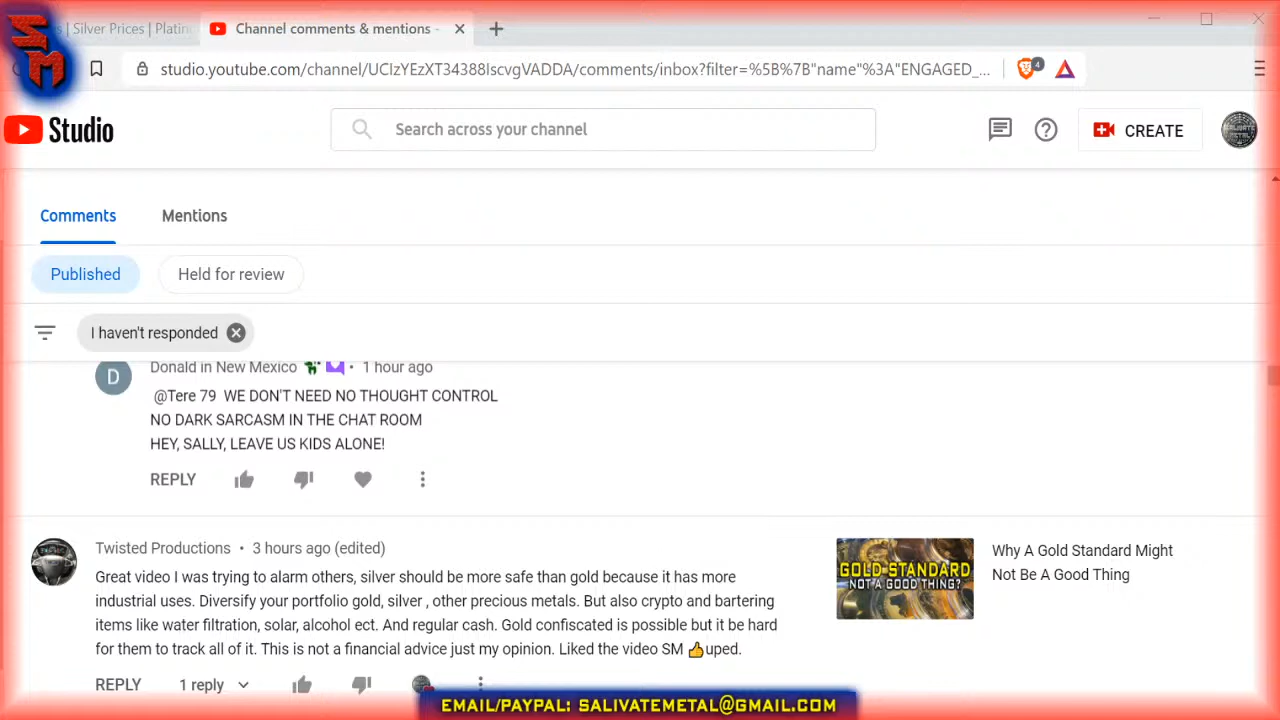 SM
s | Silver Prices | Platin
Channel comments & mentions -
studio.youtube.com/channel/UCIzYEzXT34388IscvgVADDA/comments/inbox?filter=%5B%7B"name"%3A"ENGAGED_...
4
Studio
Search across your channel
CREATE
SALIVATE METAL
Comments
Mentions
Published
Held for review
I haven't responded
D
Donald in New Mexico • 1 hour ago
@Tere 79 WE DON'T NEED NO THOUGHT CONTROL
NO DARK SARCASM IN THE CHAT ROOM
HEY, SALLY, LEAVE US KIDS ALONE!
REPLY
Twisted Productions • 3 hours ago (edited)
Great video I was trying to alarm others, silver should be more safe than gold because it has more
industrial uses. Diversify your portfolio gold, silver , other precious metals. But also crypto and bartering
items like water filtration, solar, alcohol ect. And regular cash. Gold confiscated is possible but it be hard
for them to track all of it. This is not a financial advice just my opinion. Liked the video SM 👍uped.
REPLY
1 reply
GOLD STANDARD
NOT A GOOD THING?
Why A Gold Standard Might
Not Be A Good Thing
EMAIL/PAYPAL: SALIVATEMETAL@GMAIL.COM